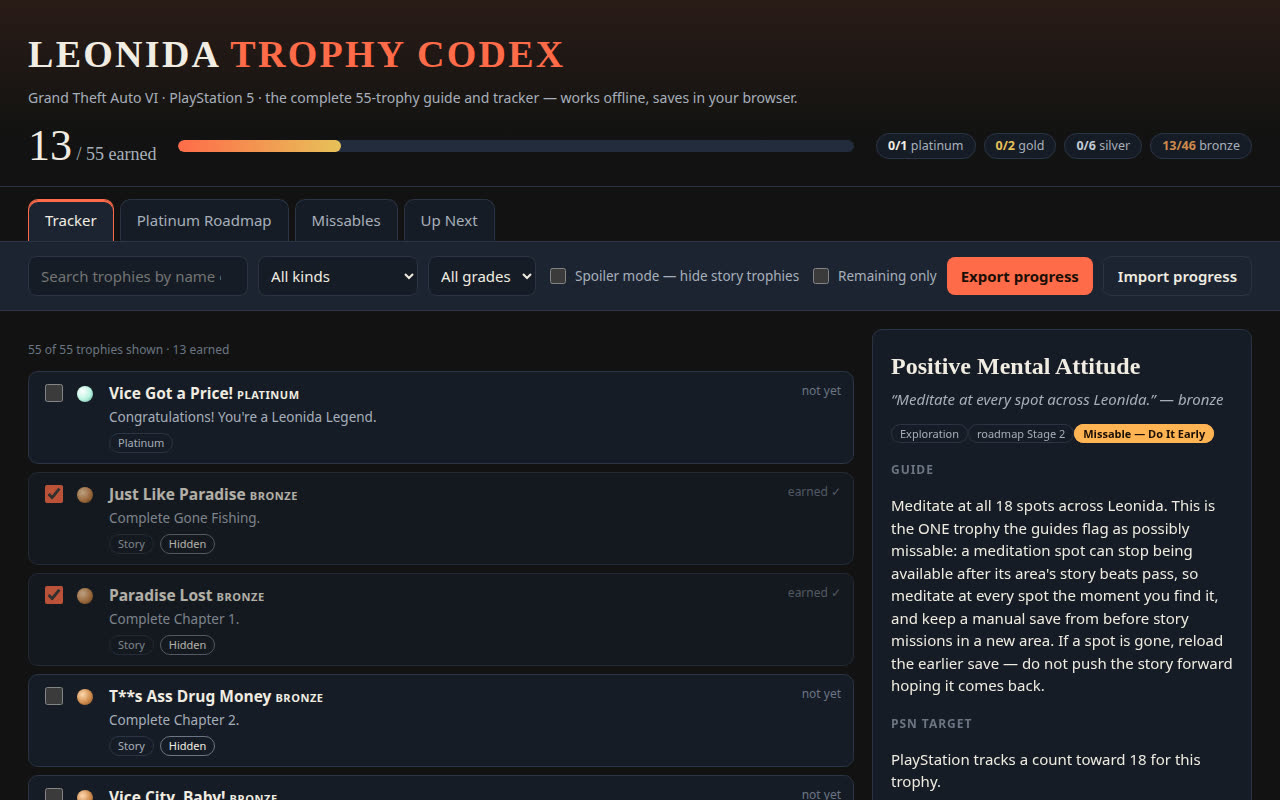 LEONIDA TROPHY CODEX
Grand Theft Auto VI · PlayStation 5 · the complete 55-trophy guide and tracker — works offline, saves in your browser.
13 / 55 earned
0/1 platinum
0/2 gold
0/6 silver
13/46 bronze
Tracker
Platinum Roadmap
Missables
Up Next
Search trophies by name
All kinds
All grades
Spoiler mode — hide story trophies
Remaining only
Export progress
Import progress
55 of 55 trophies shown · 13 earned
Vice Got a Price! PLATINUM
not yet
Congratulations! You're a Leonida Legend.
Platinum
Just Like Paradise BRONZE
earned ✓
Complete Gone Fishing.
Story
Hidden
Paradise Lost BRONZE
earned ✓
Complete Chapter 1.
Story
Hidden
T**s Ass Drug Money BRONZE
not yet
Complete Chapter 2.
Story
Hidden
Vice City, Baby! BRONZE
not yet
Positive Mental Attitude
“Meditate at every spot across Leonida.” — bronze
Exploration
roadmap Stage 2
Missable — Do It Early
GUIDE
Meditate at all 18 spots across Leonida. This is
the ONE trophy the guides flag as possibly
missable: a meditation spot can stop being
available after its area's story beats pass, so
meditate at every spot the moment you find it,
and keep a manual save from before story
missions in a new area. If a spot is gone, reload
the earlier save — do not push the story forward
hoping it comes back.
PSN TARGET
PlayStation tracks a count toward 18 for this
trophy.